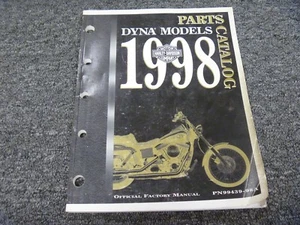 PARTS CATALOG
DYNA MODELS
1998
OFFICIAL FACTORY MANUAL